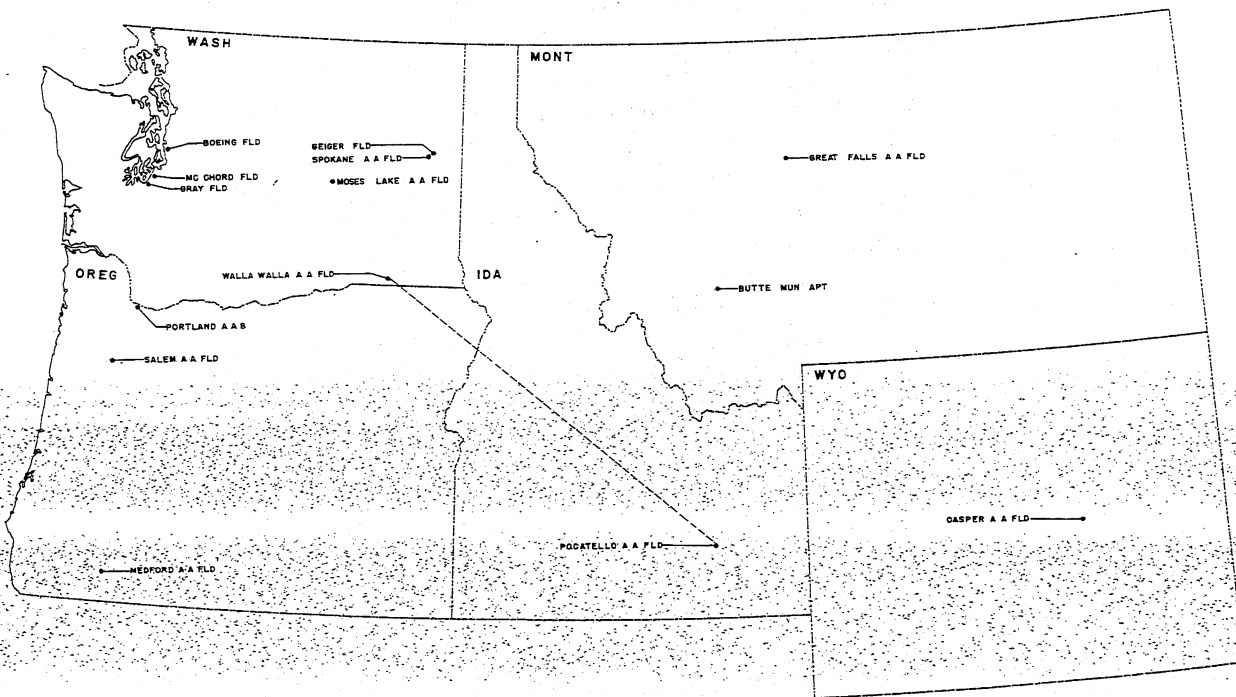 WASH
MONT
BOEING FLD
GEIGER FLD
SPOKANE A A FLD
GREAT FALLS A A FLD
MC CHORD FLD
MOSES LAKE A A FLD
GRAY FLD
OREG
WALLA WALLA A A FLD
IDA
BUTTE MUN APT
PORTLAND A A B
SALEM A A FLD
WYO
CASPER A A FLD
POCATELLO A A FLD
MEDFORD A A FLD